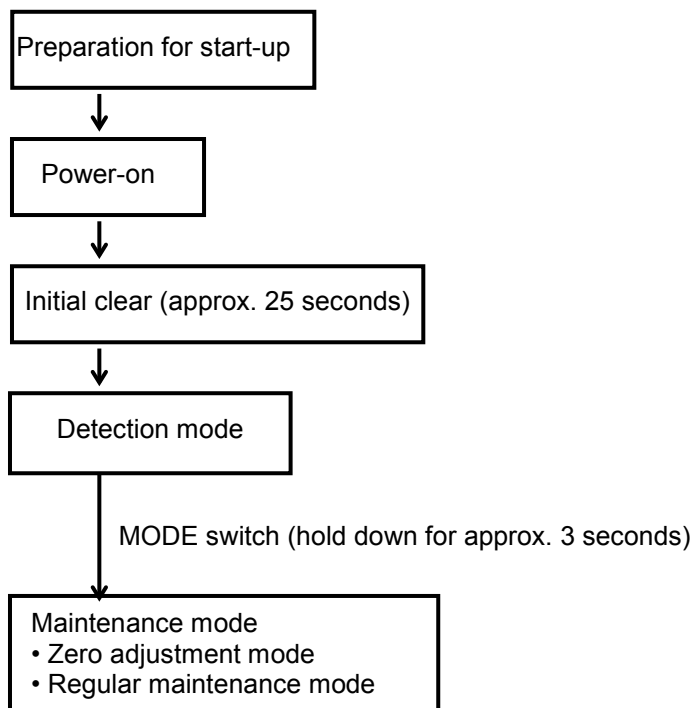 Preparation for start-up
Power-on
Initial clear (approx. 25 seconds)
Detection mode
MODE switch (hold down for approx. 3 seconds)
Maintenance mode
• Zero adjustment mode
• Regular maintenance mode